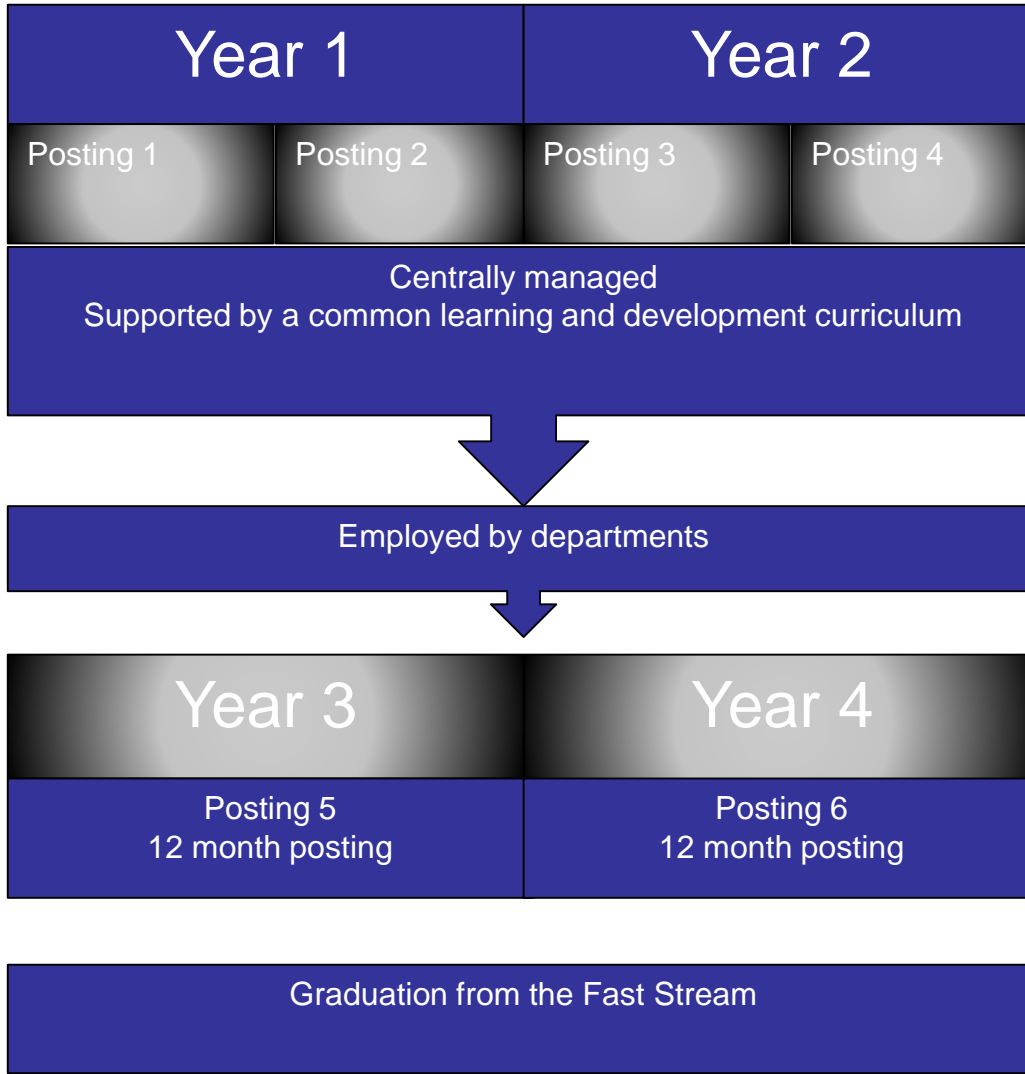 Year 1
Year 2
Posting 1
Posting 2
Posting 3
Posting 4
Centrally managed
Supported by a common learning and development curriculum
Employed by departments
Year 3
Year 4
Posting 5
12 month posting
Posting 6
12 month posting
Graduation from the Fast Stream